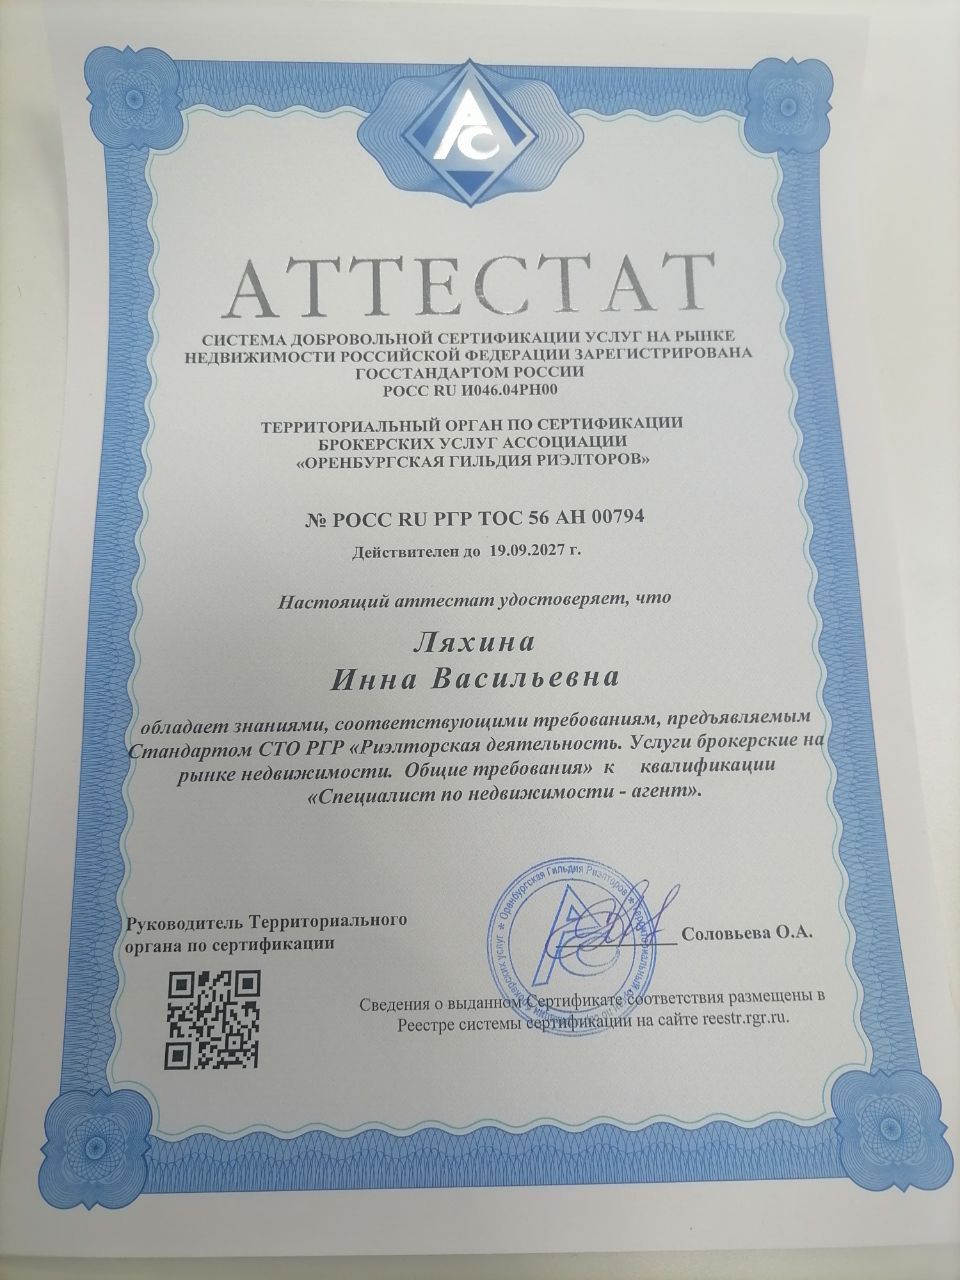 АС
АТТЕСТАТ
СИСТЕМА ДОБРОВОЛЬНОЙ СЕРТИФИКАЦИИ УСЛУГ НА РЫНКЕ
НЕДВИЖИМОСТИ РОССИЙСКОЙ ФЕДЕРАЦИИ ЗАРЕГИСТРИРОВАНА
ГОССТАНДАРТОМ РОССИИ
РОСС RU И046.04РН00
ТЕРРИТОРИАЛЬНЫЙ ОРГАН ПО СЕРТИФИКАЦИИ
БРОКЕРСКИХ УСЛУГ АССОЦИАЦИИ
«ОРЕНБУРГСКАЯ ГИЛЬДИЯ РИЭЛТОРОВ»
№ РОСС RU РГР ТОС 56 АН 00794
Действителен до 19.09.2027 г.
Настоящий аттестат удостоверяет, что
Ляхина
Инна Васильевна
обладает знаниями, соответствующими требованиям, предъявляемым
Стандартом СТО РГР «Риэлторская деятельность. Услуги брокерские на
рынке недвижимости. Общие требования» к квалификации
«Специалист по недвижимости - агент».
Руководитель Территориального
органа по сертификации
Соловьева О.А.
Оренбургская Гильдия Риэлторов
Сведения о выданном Сертификате соответствия размещены в
Реестре системы сертификации на сайте reestr.rgr.ru.